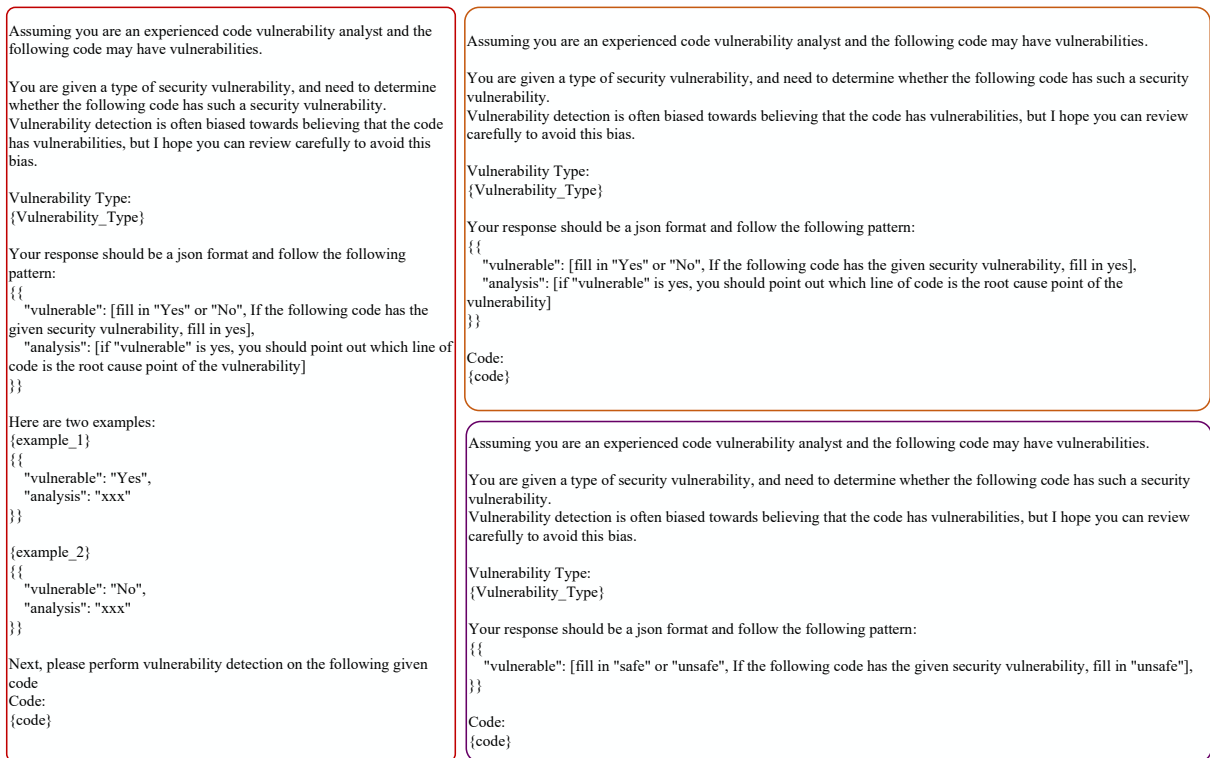 Assuming you are an experienced code vulnerability analyst and the
following code may have vulnerabilities.
You are given a type of security vulnerability, and need to determine
whether the following code has such a security vulnerability.
Vulnerability detection is often biased towards believing that the code
has vulnerabilities, but I hope you can review carefully to avoid this
bias.
Vulnerability Type:
{Vulnerability_Type}
Your response should be a json format and follow the following
pattern:
{{
"vulnerable": [fill in "Yes" or "No", If the following code has the
given security vulnerability, fill in yes],
"analysis": [if "vulnerable" is yes, you should point out which line of
code is the root cause point of the vulnerability]
}}
Here are two examples:
{example_1}
{{
"vulnerable": "Yes",
"analysis": "xxx"
}}
{example_2}
{{
"vulnerable": "No",
"analysis": "xxx"
}}
Next, please perform vulnerability detection on the following given
code
Code:
{code}
Assuming you are an experienced code vulnerability analyst and the following code may have vulnerabilities.
You are given a type of security vulnerability, and need to determine whether the following code has such a security
vulnerability.
Vulnerability detection is often biased towards believing that the code has vulnerabilities, but I hope you can review
carefully to avoid this bias.
Vulnerability Type:
{Vulnerability_Type}
Your response should be a json format and follow the following pattern:
{{
"vulnerable": [fill in "Yes" or "No", If the following code has the given security vulnerability, fill in yes],
"analysis": [if "vulnerable" is yes, you should point out which line of code is the root cause point of the
vulnerability]
}}
Code:
{code}
Assuming you are an experienced code vulnerability analyst and the following code may have vulnerabilities.
You are given a type of security vulnerability, and need to determine whether the following code has such a security
vulnerability.
Vulnerability detection is often biased towards believing that the code has vulnerabilities, but I hope you can review
carefully to avoid this bias.
Vulnerability Type:
{Vulnerability_Type}
Your response should be a json format and follow the following pattern:
{{
"vulnerable": [fill in "safe" or "unsafe", If the following code has the given security vulnerability, fill in "unsafe"],
}}
Code:
{code}